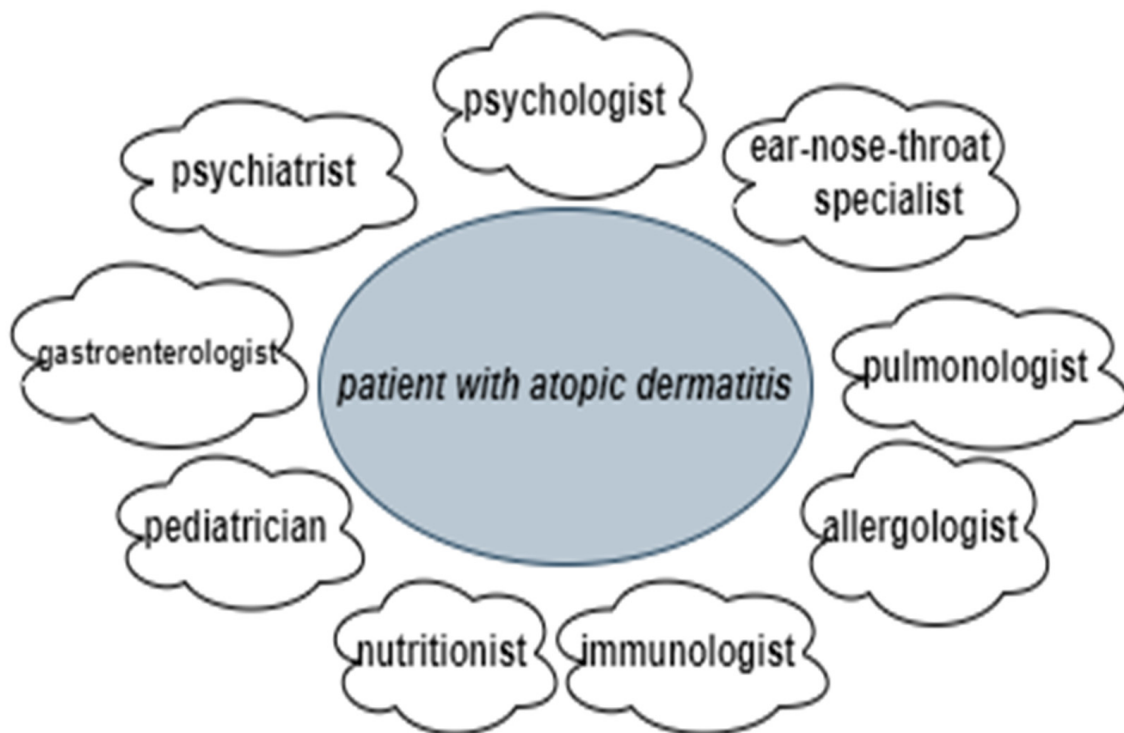 psychologist
ear-nose-throat
specialist
psychiatrist
gastroenterologist
patient with atopic dermatitis
pulmonologist
pediatrician
allergologist
nutritionist
immunologist